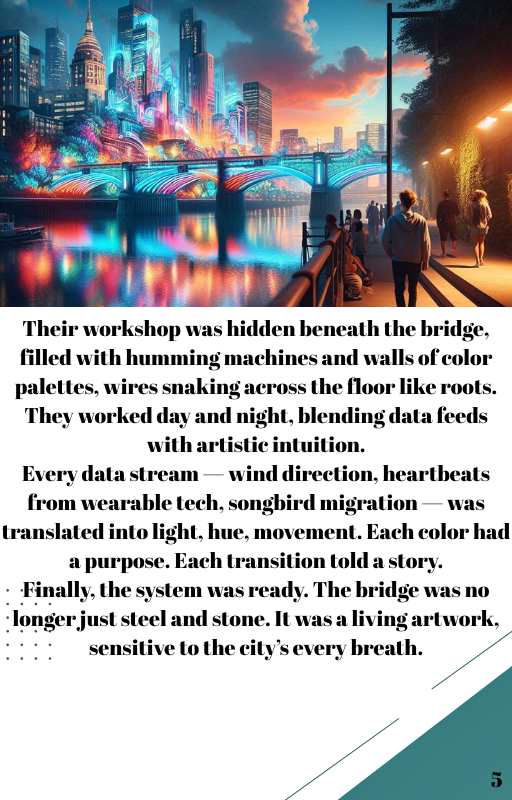 Their workshop was hidden beneath the bridge,
filled with humming machines and walls of color
palettes, wires snaking across the floor like roots.
They worked day and night, blending data feeds
with artistic intuition.
Every data stream — wind direction, heartbeats
from wearable tech, songbird migration — was
translated into light, hue, movement. Each color had
a purpose. Each transition told a story.
Finally, the system was ready. The bridge was no
longer just steel and stone. It was a living artwork,
sensitive to the city’s every breath.
5